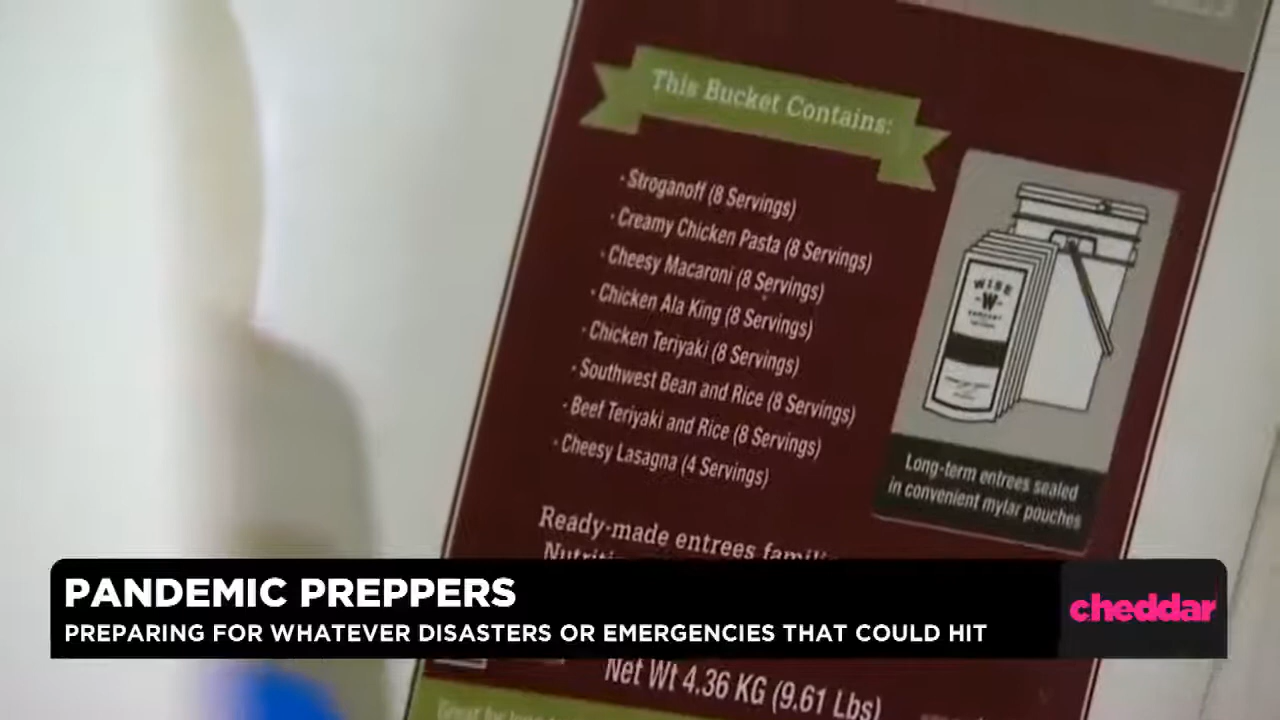 This Bucket Contains:
- Stroganoff (8 Servings)
- Creamy Chicken Pasta (8 Servings)
- Cheesy Macaroni (8 Servings)
- Chicken Ala King (8 Servings)
- Chicken Teriyaki (8 Servings)
- Southwest Bean and Rice (8 Servings)
- Beef Teriyaki and Rice (8 Servings)
- Cheesy Lasagna (4 Servings)
WISE
-W-
Long-term entrees sealed
in convenient mylar pouches
Ready-made entrees
PANDEMIC PREPPERS
cheddar
PREPARING FOR WHATEVER DISASTERS OR EMERGENCIES THAT COULD HIT
Net Wt 4.36 KG (9.61 Lbs)